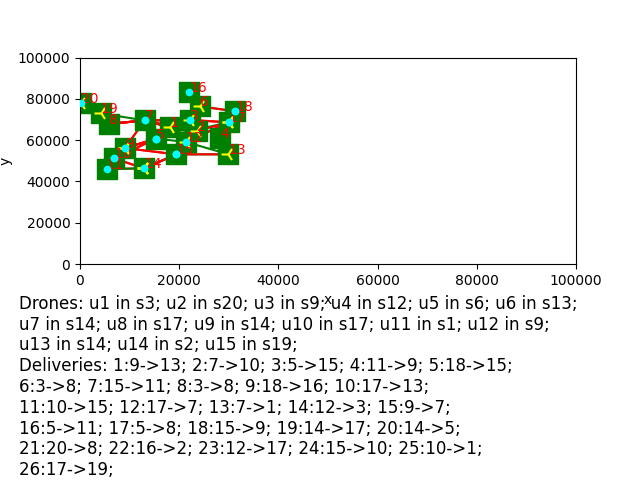 100000
80000
60000
40000
20000
0
y
0 20000 40000 60000 80000 100000
x
Drones: u1 in s3; u2 in s20; u3 in s9; u4 in s12; u5 in s6; u6 in s13;
u7 in s14; u8 in s17; u9 in s14; u10 in s17; u11 in s1; u12 in s9;
u13 in s14; u14 in s2; u15 in s19;
Deliveries: 1:9->13; 2:7->10; 3:5->15; 4:11->9; 5:18->15;
6:3->8; 7:15->11; 8:3->8; 9:18->16; 10:17->13;
11:10->15; 12:17->7; 13:7->1; 14:12->3; 15:9->7;
16:5->11; 17:5->8; 18:15->9; 19:14->17; 20:14->5;
21:20->8; 22:16->2; 23:12->17; 24:15->10; 25:10->1;
26:17->19;